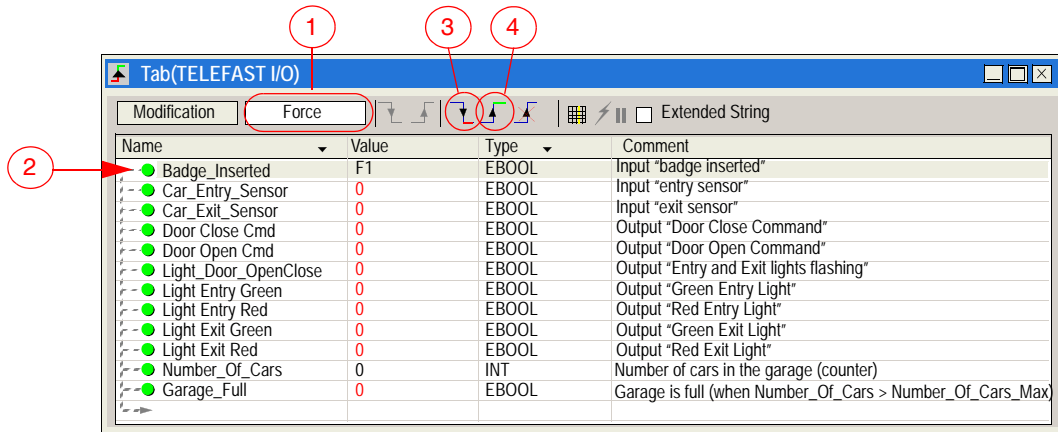 1 3 4
Tab(TELEFAST I/O)
Modification Force Extended String
Name Value Type Comment
2 Badge_Inserted F1 EBOOL Input "badge inserted"
Car_Entry_Sensor 0 EBOOL Input "entry sensor"
Car_Exit_Sensor 0 EBOOL Input "exit sensor"
Door Close Cmd 0 EBOOL Output "Door Close Command"
Door Open Cmd 0 EBOOL Output "Door Open Command"
Light_Door_OpenClose 0 EBOOL Output "Entry and Exit lights flashing"
Light Entry Green 0 EBOOL Output "Green Entry Light"
Light Entry Red 0 EBOOL Output "Red Entry Light"
Light Exit Green 0 EBOOL Output "Green Exit Light"
Light Exit Red 0 EBOOL Output "Red Exit Light"
Number_Of_Cars 0 INT Number of cars in the garage (counter)
Garage_Full 0 EBOOL Garage is full (when Number_Of_Cars > Number_Of_Cars_Max)